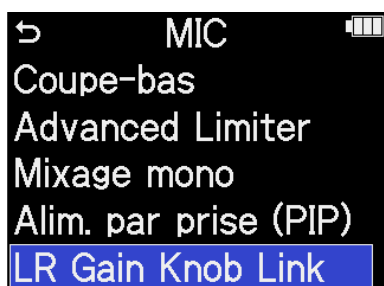 MIC
Coupe-bas
Advanced Limiter
Mixage mono
Alim. par prise (PIP)
LR Gain Knob Link